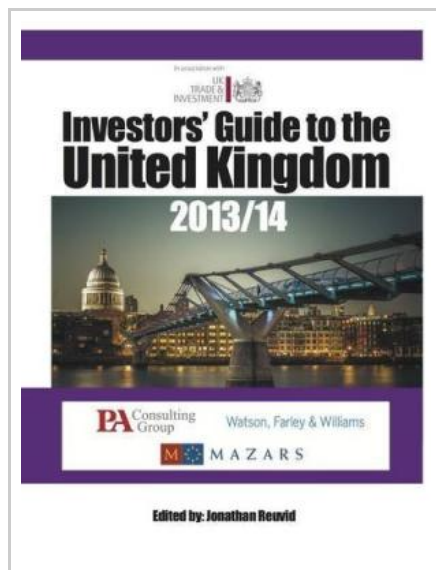 In association with
UK
TRADE &
INVESTMENT
Investors' Guide to the
United Kingdom
2013/14
PA Consulting
Group
Watson, Farley & Williams
M MAZARS
Edited by: Jonathan Reuvid